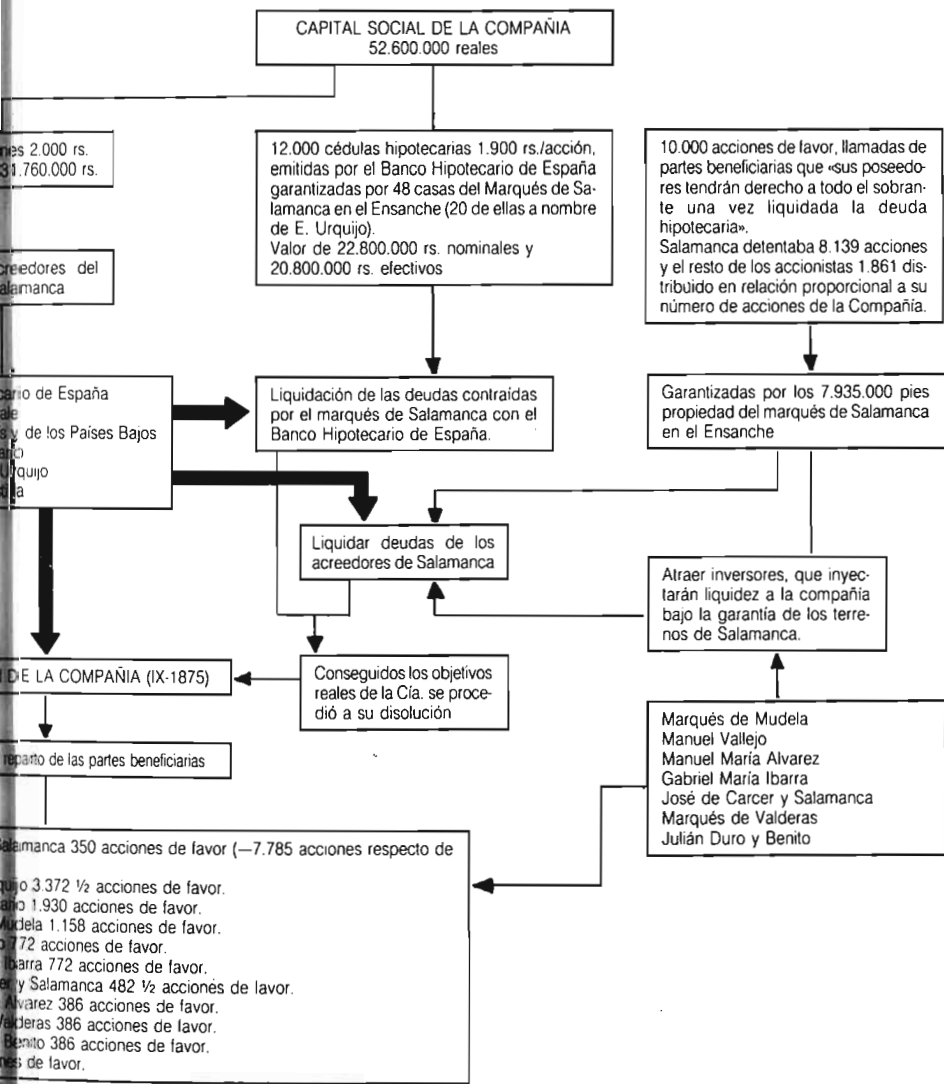 CAPITAL SOCIAL DE LA COMPAÑIA
52.600.000 reales
2.000 rs.
31.760.000 rs.
12.000 cédulas hipotecarias 1.900 rs./acción,
emitidas por el Banco Hipotecario de España
garantizadas por 48 casas del Marqués de Sa-
lamanca en el Ensanche (20 de ellas a nombre
de E. Urquijo).
Valor de 22.800.000 rs. nominales y
20.800.000 rs. efectivos
10.000 acciones de favor, llamadas de
partes beneficiarias que «sus poseedo-
res tendrán derecho a todo el sobran-
te una vez liquidada la deuda
hipotecaria».
Salamanca detentaba 8.139 acciones
y el resto de los accionistas 1.861 dis-
tribuido en relación proporcional a su
número de acciones de la Compañía.
creedores del
alamanca
de España
de los Países Bajos
Urquijo
Liquidación de las deudas contraídas
por el marqués de Salamanca con el
Banco Hipotecario de España.
Garantizadas por los 7.935.000 pies
propiedad del marqués de Salamanca
en el Ensanche
Liquidar deudas de los
acreedores de Salamanca
Atraer inversores, que inyec-
tarán liquidez a la compañia
bajo la garantía de los terre-
nos de Salamanca.
DE LA COMPAÑIA (IX-1875)
Conseguidos los objetivos
reales de la Cía. se proce-
dió a su disolución
reparto de las partes beneficiarias
Marqués de Mudela
Manuel Vallejo
Manuel María Alvarez
Gabriel María Ibarra
José de Carcer y Salamanca
Marqués de Valderas
Julián Duro y Benito
Salamanca 350 acciones de favor (—7.785 acciones respecto de
3.372 ½ acciones de favor.
1.930 acciones de favor.
Mudela 1.158 acciones de favor.
772 acciones de favor.
Ibarra 772 acciones de favor.
y Salamanca 482 ½ acciones de favor.
Alvarez 386 acciones de favor.
Valderas 386 acciones de favor.
Benito 386 acciones de favor.
de favor.